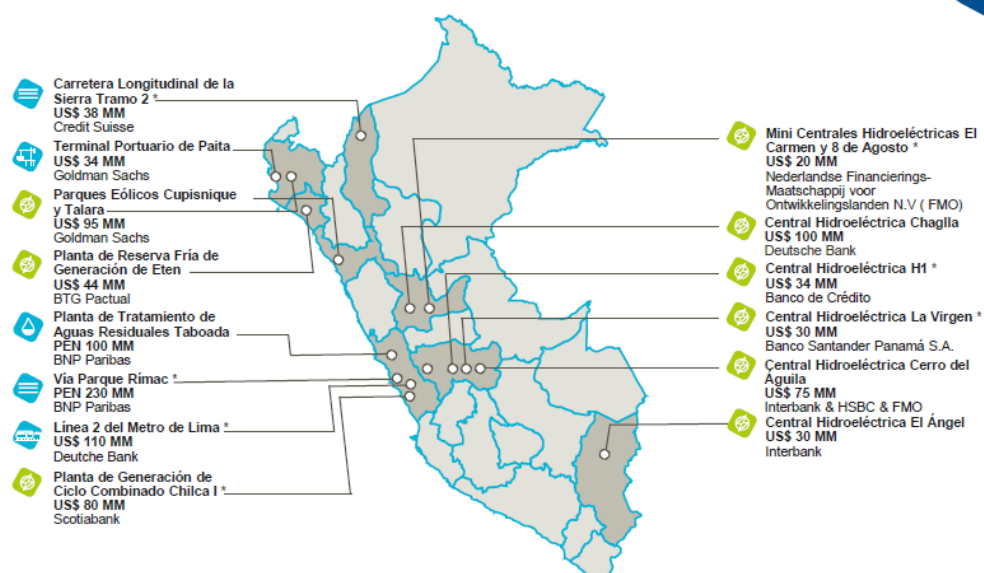 Carretera Longitudinal de la
Sierra Tramo 2 *
US$ 38 MM
Credit Suisse
Terminal Portuario de Paita
US$ 34 MM
Goldman Sachs
Parques Eólicos Cupisnique
y Talara
US$ 95 MM
Goldman Sachs
Planta de Reserva Fría de
Generación de Eten
US$ 44 MM
BTG Pactual
Planta de Tratamiento de
Aguas Residuales Taboada
PEN 100 MM
BNP Paribas
Vía Parque Rímac *
PEN 230 MM
BNP Paribas
Línea 2 del Metro de Lima *
US$ 110 MM
Deutche Bank
Planta de Generación de
Ciclo Combinado Chilca I *
US$ 80 MM
Scotiabank
Mini Centrales Hidroeléctricas El
Carmen y 8 de Agosto *
US$ 20 MM
Nederlandse Financierings-
Maatschappij voor
Ontwikkelingslanden N.V ( FMO)
Central Hidroeléctrica Chaglla
US$ 100 MM
Deutsche Bank
Central Hidroeléctrica H1 *
US$ 34 MM
Banco de Crédito
Central Hidroeléctrica La Virgen *
US$ 30 MM
Banco Santander Panamá S.A.
Central Hidroeléctrica Cerro del
Águila
US$ 75 MM
Interbank & HSBC & FMO
Central Hidroeléctrica El Ángel
US$ 30 MM
Interbank